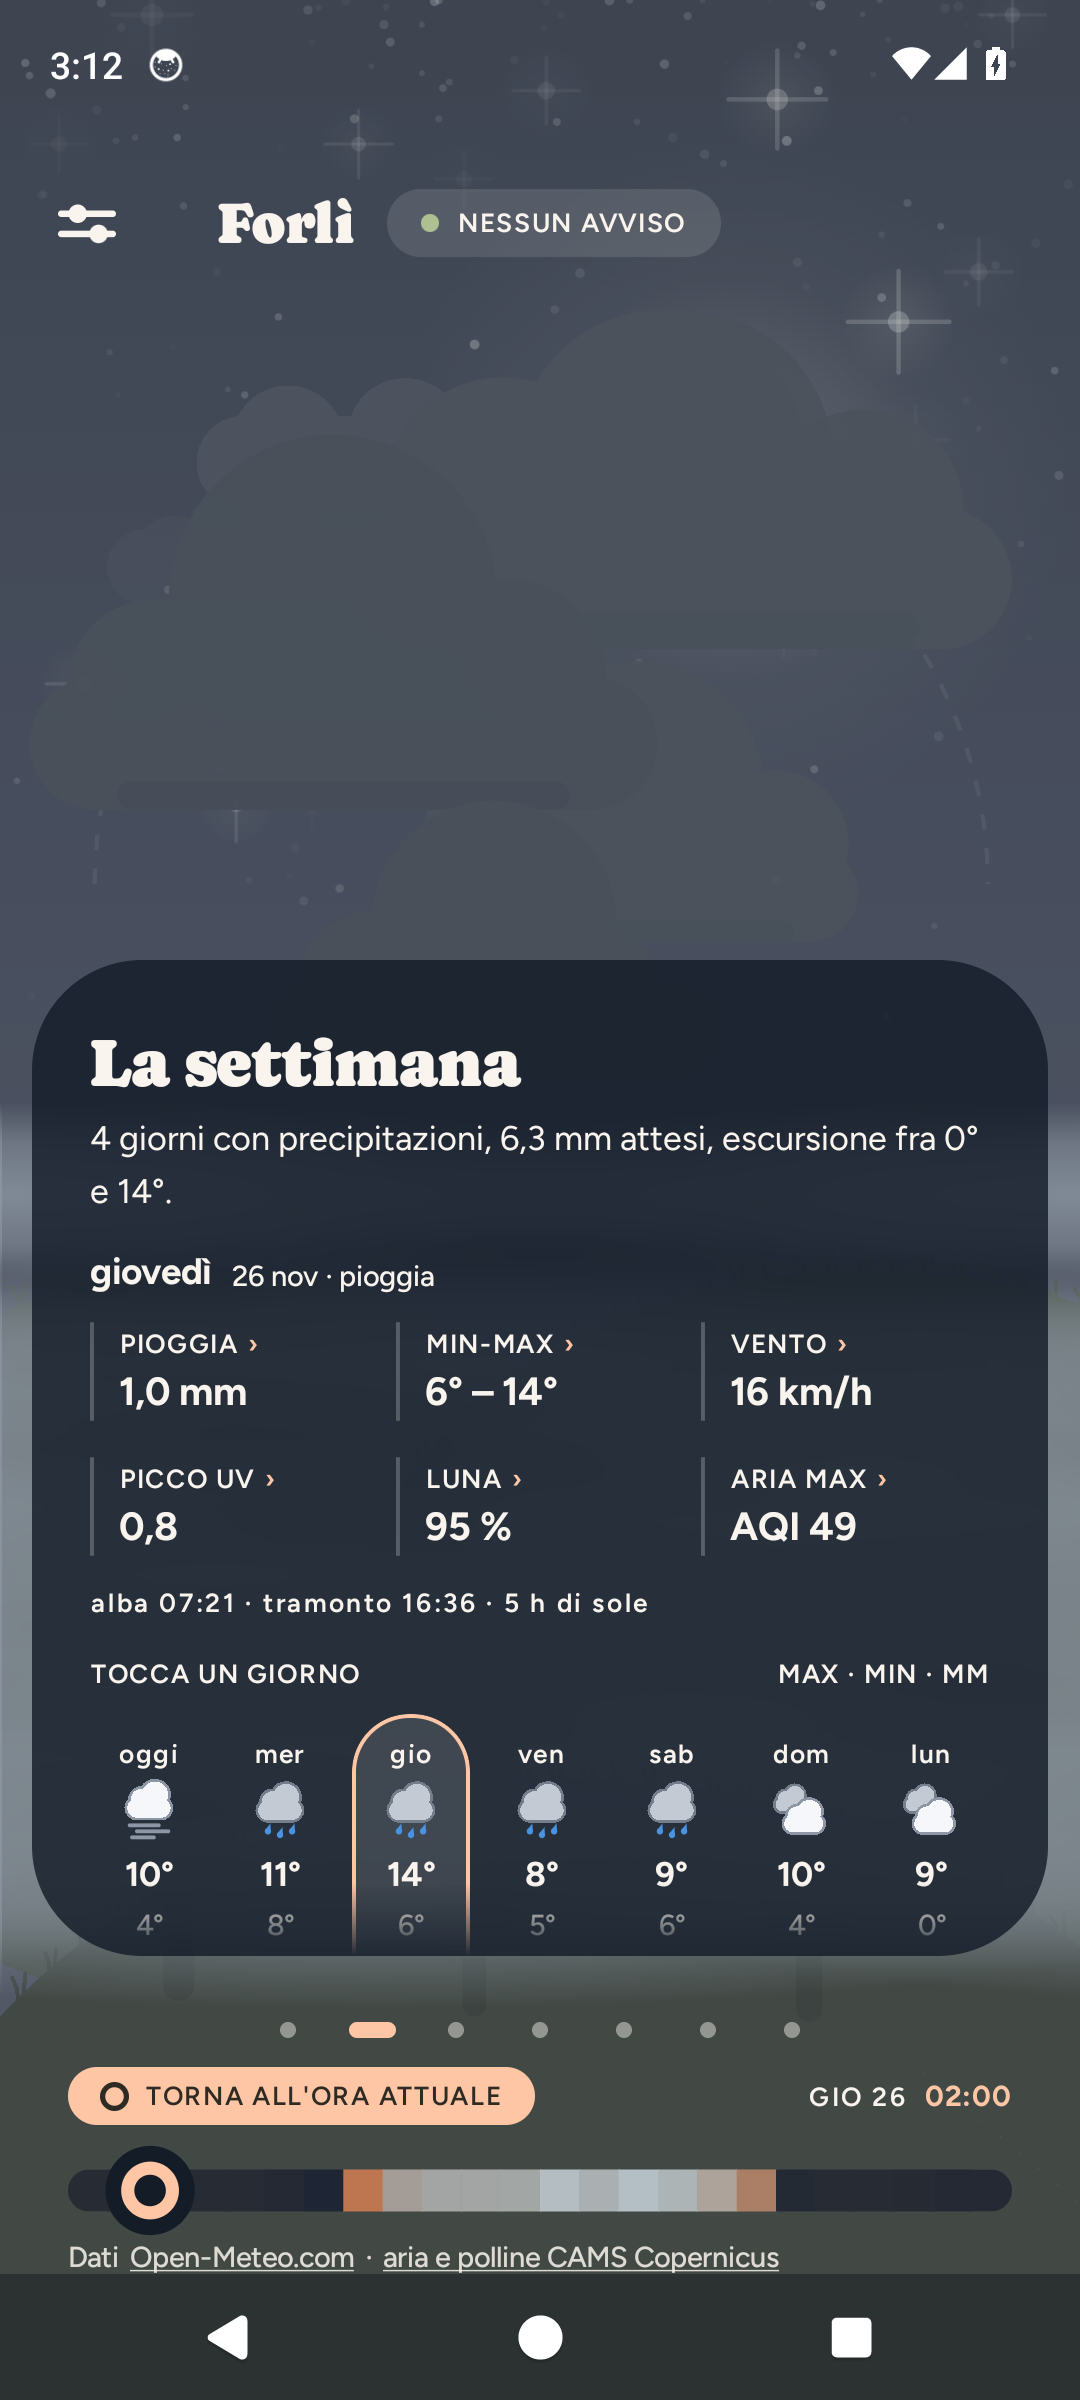 3:12
Forlì NESSUN AVVISO
La settimana
4 giorni con precipitazioni, 6,3 mm attesi, escursione fra 0°
e 14°.
giovedì 26 nov · pioggia
PIOGGIA › MIN-MAX › VENTO ›
1,0 mm 6° – 14° 16 km/h
PICCO UV › LUNA › ARIA MAX ›
0,8 95 % AQI 49
alba 07:21 · tramonto 16:36 · 5 h di sole
TOCCA UN GIORNO MAX · MIN · MM
oggi mer gio ven sab dom lun
10° 11° 14° 8° 9° 10° 9°
4° 8° 6° 5° 6° 4° 0°
TORNA ALL'ORA ATTUALE GIO 26 02:00
Dati Open-Meteo.com · aria e polline CAMS Copernicus